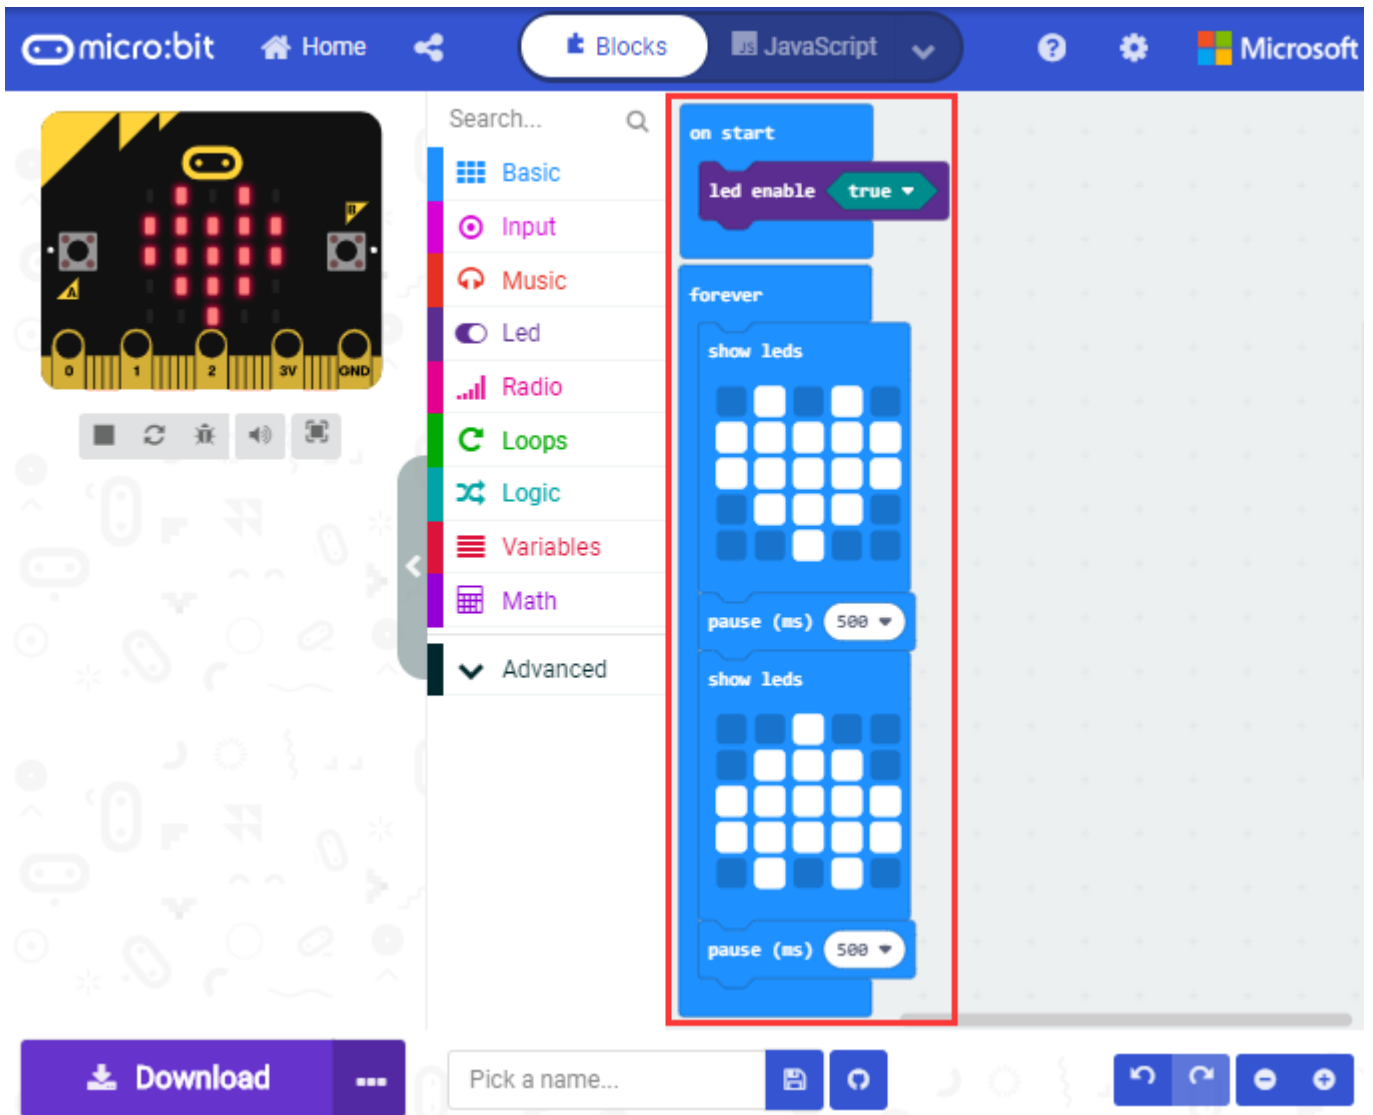 micro:bit Home Blocks JavaScript Microsoft
B
A
0 1 2 3V GND
Search...
Basic
Input
Music
Led
Radio
Loops
Logic
Variables
Math
Advanced
on start
led enable true
forever
show leds
pause (ms) 500
show leds
pause (ms) 500
Download
Pick a name...